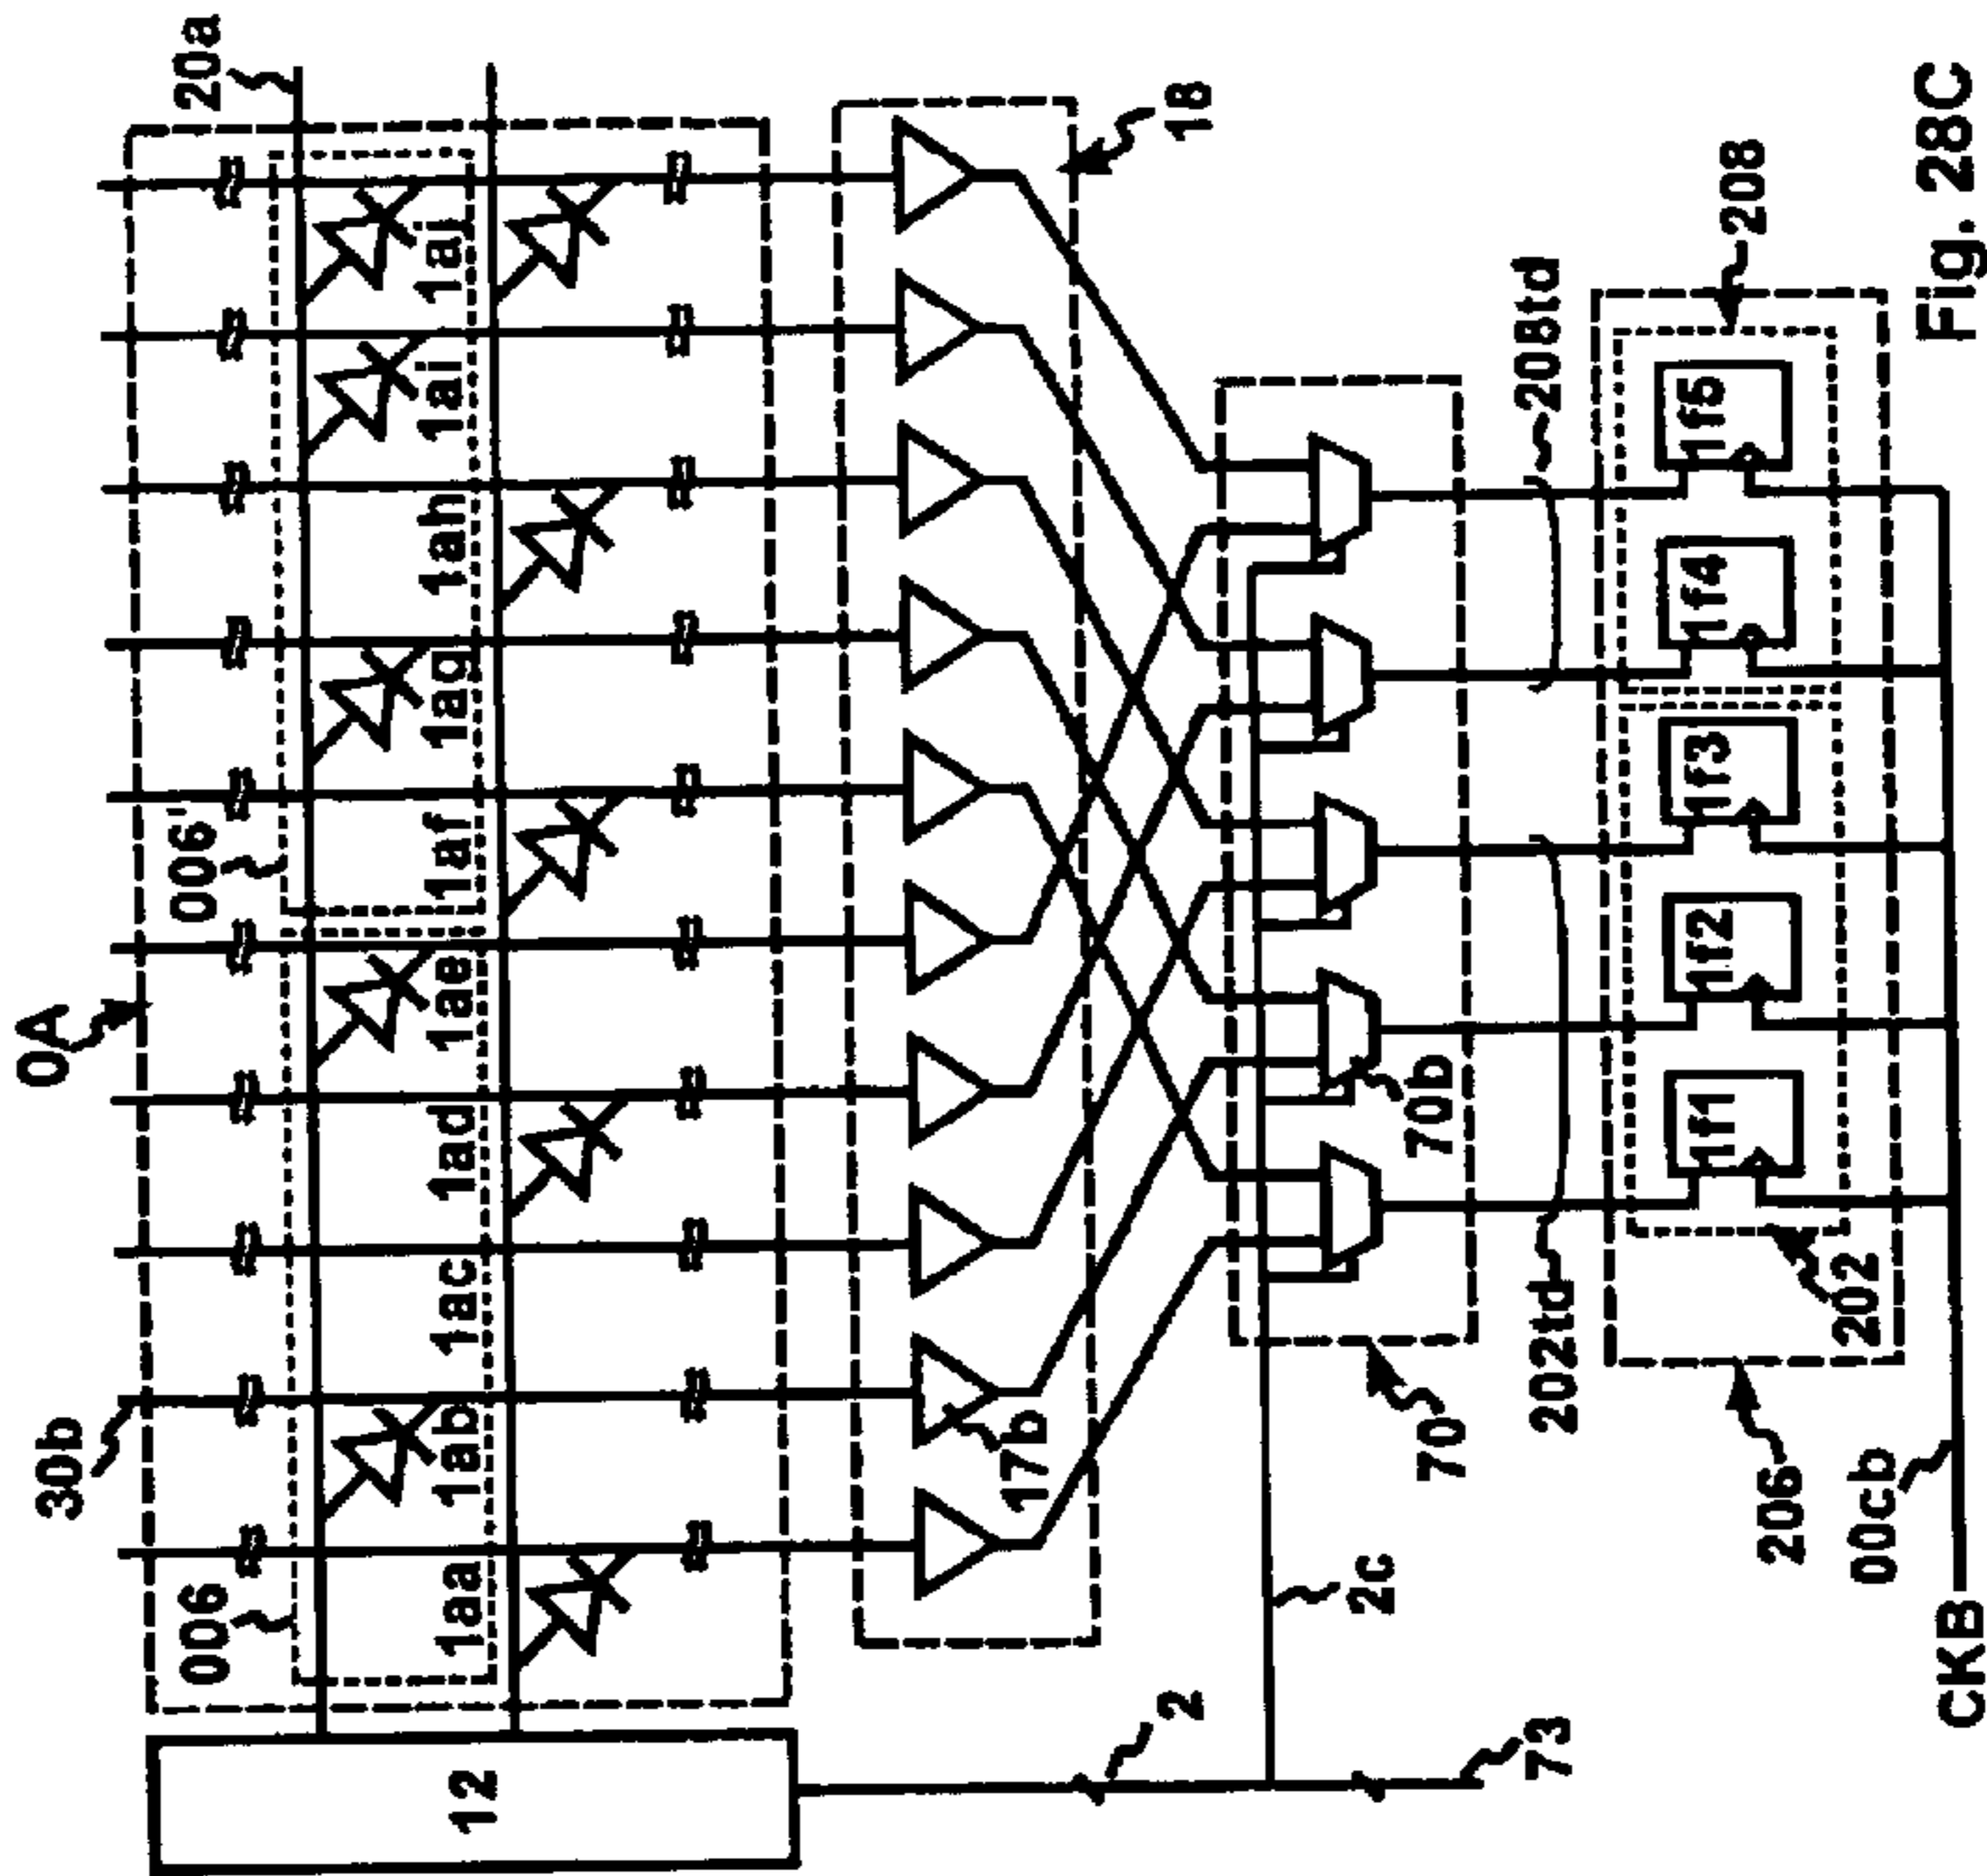 0A
30b
20a
006
006'
1aa
1ab
1ac
1ad
1ae
1af
1ag
1ah
1ai
1aj
12
17b
18
2
2c
73
70
70b
202td
208td
1f1
1f2
1f3
1f4
1f5
206
202
208
00cb
CKB
Fig. 28C